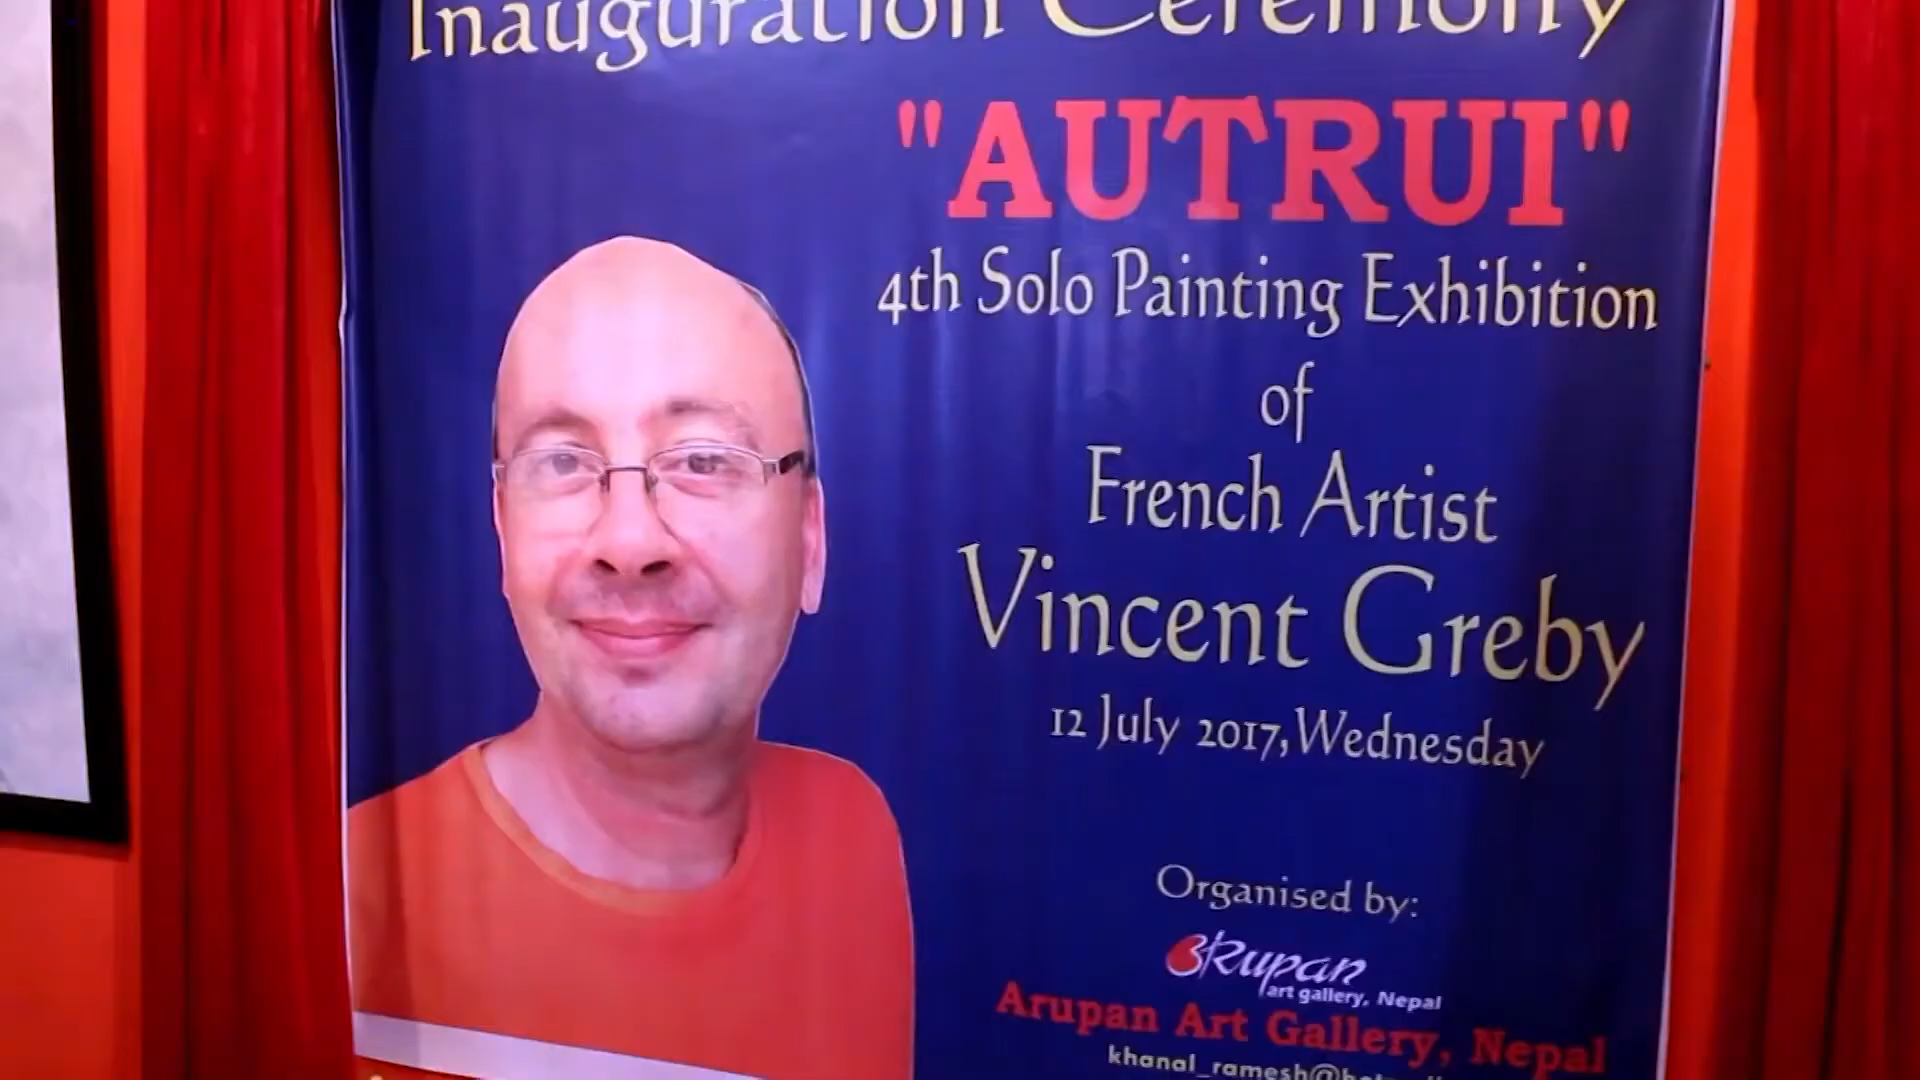 Inauguration Ceremony
"AUTRUI"
4th Solo Painting Exhibition
of
French Artist
Vincent Greby
12 July 2017, Wednesday
Organised by:
Arupan
art gallery, Nepal
Arupan Art Gallery, Nepal